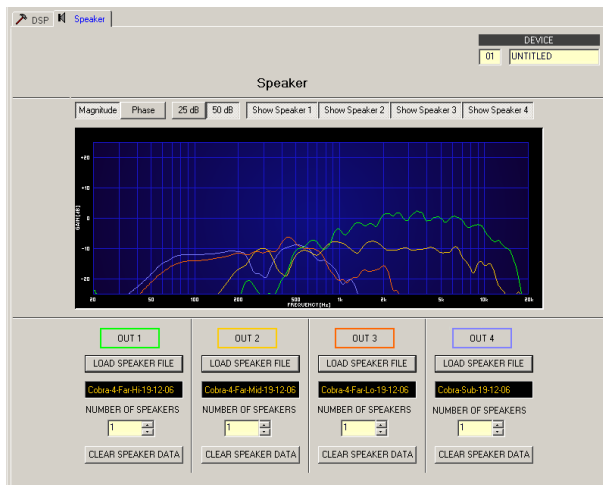 DSP Speaker
DEVICE
01 UNTITLED
Speaker
Magnitude Phase 25 dB 50 dB Show Speaker 1 Show Speaker 2 Show Speaker 3 Show Speaker 4
+20
+10
0
-10
-20
GAIN[dB]
20 50 100 200 500 1k 2k 5k 10k 20k
FREQUENCY[Hz]
OUT 1 OUT 2 OUT 3 OUT 4
LOAD SPEAKER FILE LOAD SPEAKER FILE LOAD SPEAKER FILE LOAD SPEAKER FILE
Cobra-4-Far-Hi-19-12-06 Cobra-4-Far-Mid-19-12-06 Cobra-4-Far-Lo-19-12-06 Cobra-Sub-19-12-06
NUMBER OF SPEAKERS NUMBER OF SPEAKERS NUMBER OF SPEAKERS NUMBER OF SPEAKERS
1 1 1 1
CLEAR SPEAKER DATA CLEAR SPEAKER DATA CLEAR SPEAKER DATA CLEAR SPEAKER DATA